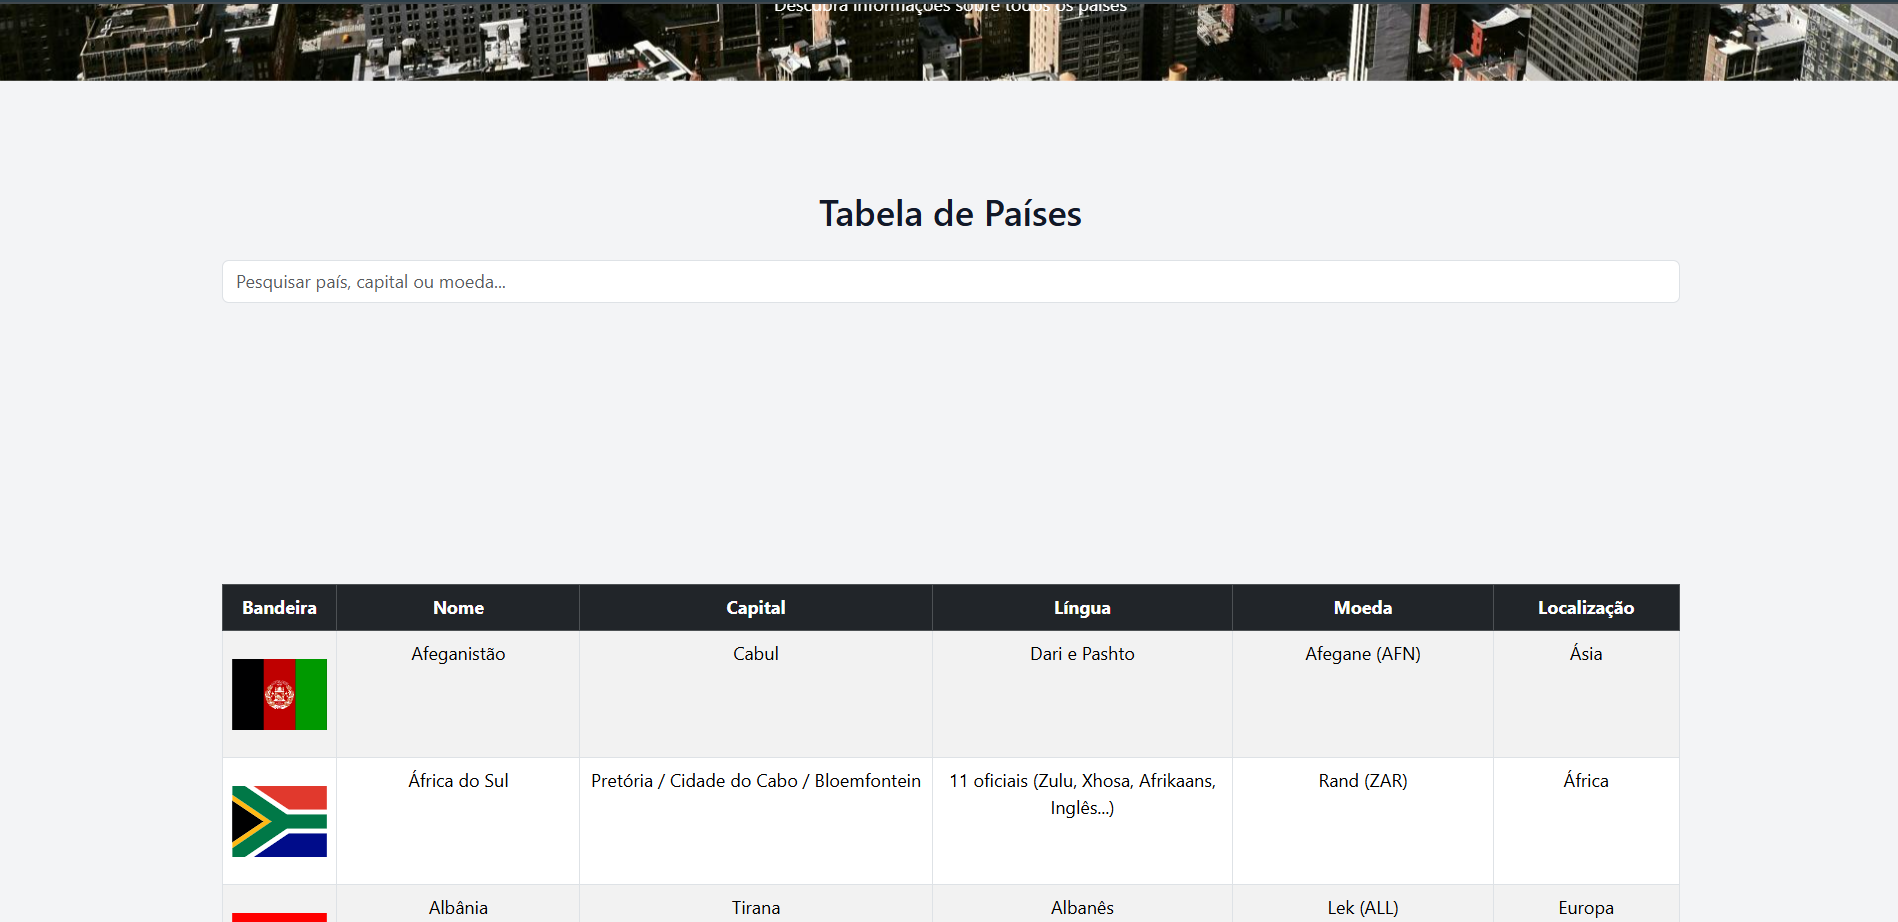 Descubra informações sobre todos os países
Tabela de Países
Pesquisar país, capital ou moeda...
Bandeira Nome Capital Língua Moeda Localização
Afeganistão Cabul Dari e Pashto Afegane (AFN) Ásia
África do Sul Pretória / Cidade do Cabo / Bloemfontein 11 oficiais (Zulu, Xhosa, Afrikaans, Rand (ZAR) África
Inglês...)
Albânia Tirana Albanês Lek (ALL) Europa